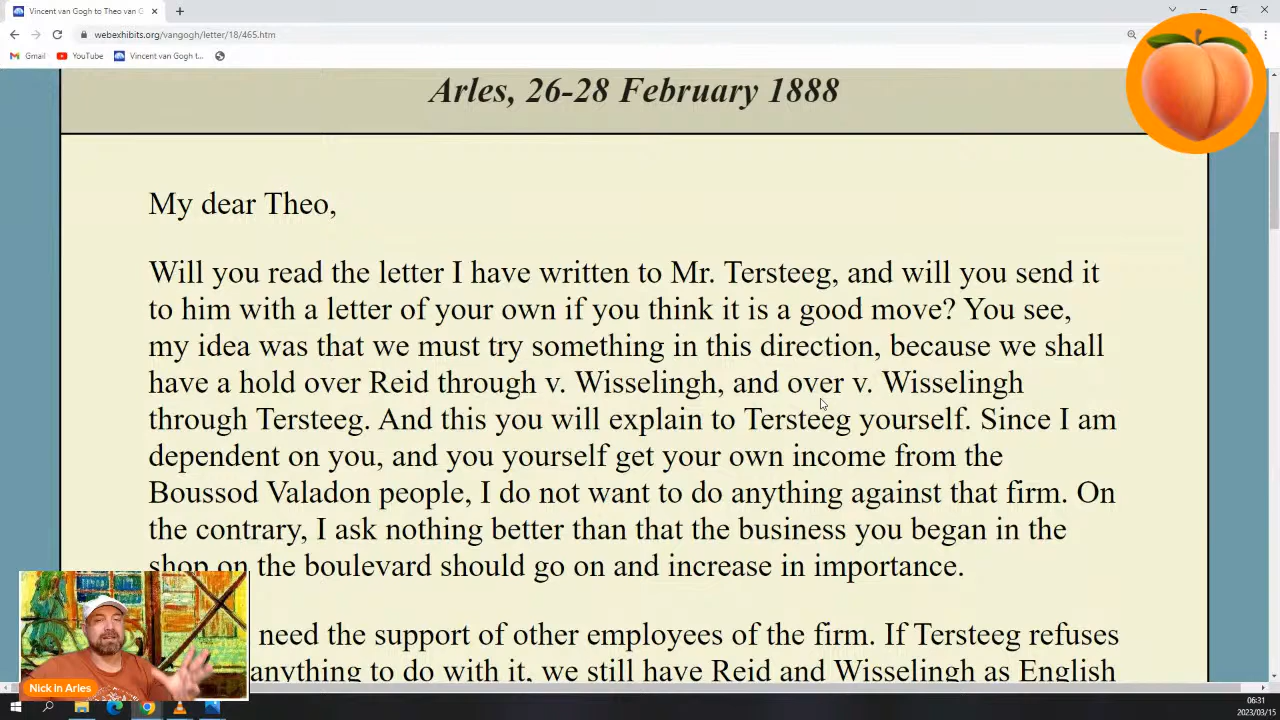 Vincent van Gogh to Theo van G
webexhibits.org/vangogh/letter/18/465.htm
Gmail
YouTube
Vincent van Gogh t...
Arles, 26-28 February 1888
My dear Theo,
Will you read the letter I have written to Mr. Tersteeg, and will you send it
to him with a letter of your own if you think it is a good move? You see,
my idea was that we must try something in this direction, because we shall
have a hold over Reid through v. Wisselingh, and over v. Wisselingh
through Tersteeg. And this you will explain to Tersteeg yourself. Since I am
dependent on you, and you yourself get your own income from the
Boussod Valadon people, I do not want to do anything against that firm. On
the contrary, I ask nothing better than that the business you began in the
shop on the boulevard should go on and increase in importance.
need the support of other employees of the firm. If Tersteeg refuses
anything to do with it, we still have Reid and Wisselingh as English
Nick in Arles
06:31
2023/03/15